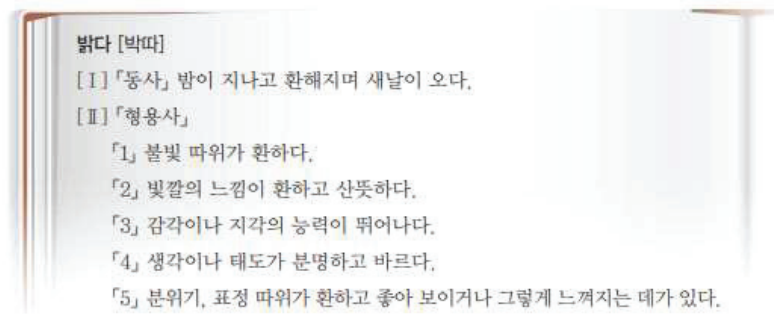 밝다 [박따]
[Ⅰ]「동사」 밤이 지나고 환해지며 새날이 오다.
[Ⅱ]「형용사」
「1」 불빛 따위가 환하다.
「2」 빛깔의 느낌이 환하고 산뜻하다.
「3」 감각이나 지각의 능력이 뛰어나다.
「4」 생각이나 태도가 분명하고 바르다.
「5」 분위기, 표정 따위가 환하고 좋아 보이거나 그렇게 느껴지는 데가 있다.